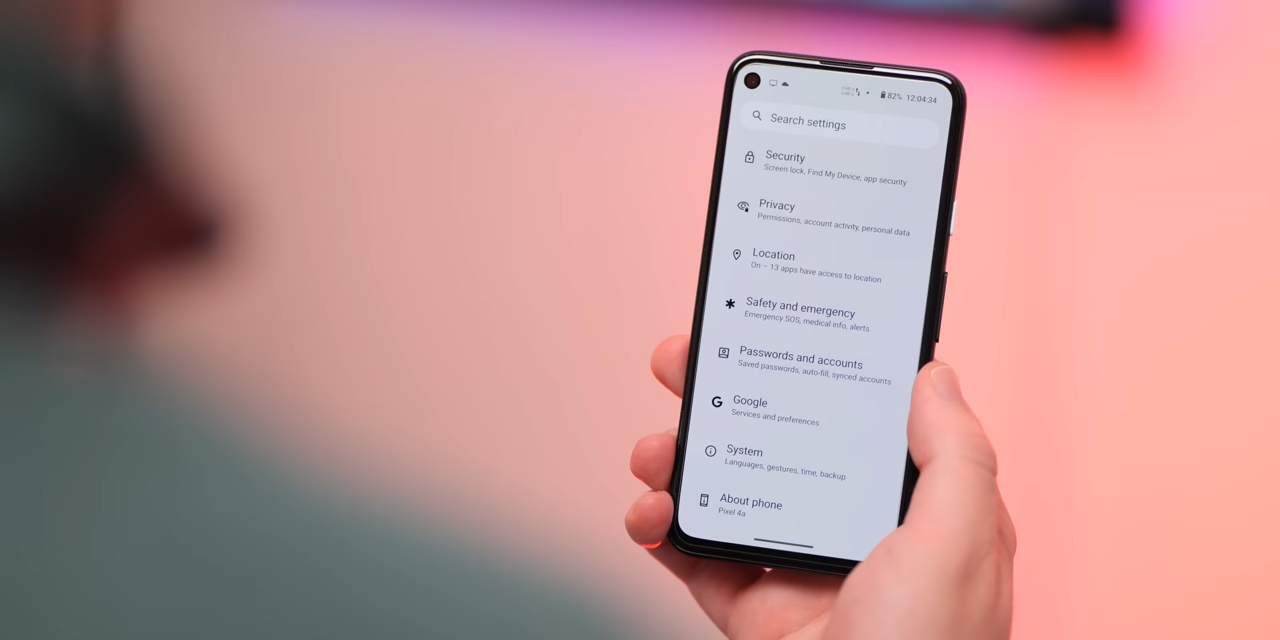 82% 12:04:34
Search settings
Security
Screen lock, Find My Device, app security
Privacy
Permissions, account activity, personal data
Location
On – 13 apps have access to location
Safety and emergency
Emergency SOS, medical info, alerts
Passwords and accounts
Saved passwords, auto-fill, synced accounts
Google
Services and preferences
System
Languages, gestures, time, backup
About phone
Pixel 4a